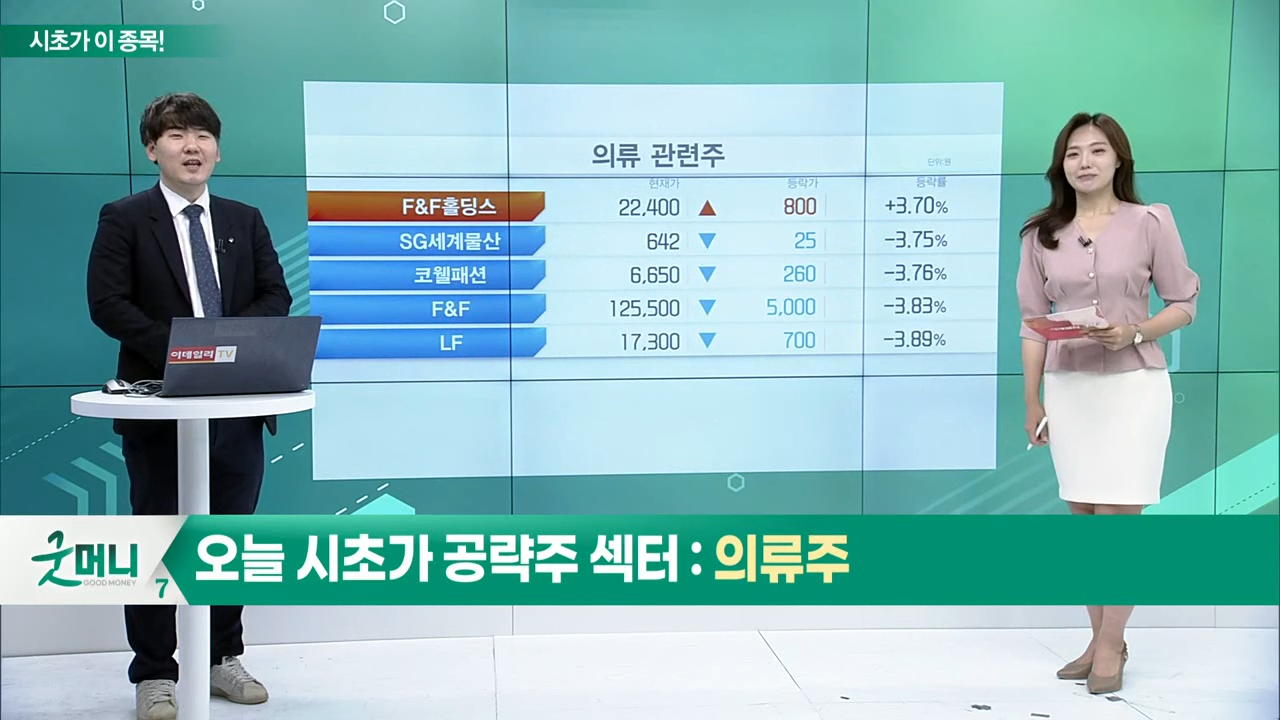 시초가 이 종목!
의류 관련주
단위:원
현재가 등락가 등락률
F&F홀딩스 22,400 ▲ 800 +3.70%
SG세계물산 642 ▼ 25 -3.75%
코웰패션 6,650 ▼ 260 -3.76%
F&F 125,500 ▼ 5,000 -3.83%
LF 17,300 ▼ 700 -3.89%
이데일리 TV
굿머니
GOOD MONEY
7
오늘 시초가 공략주 섹터 : 의류주